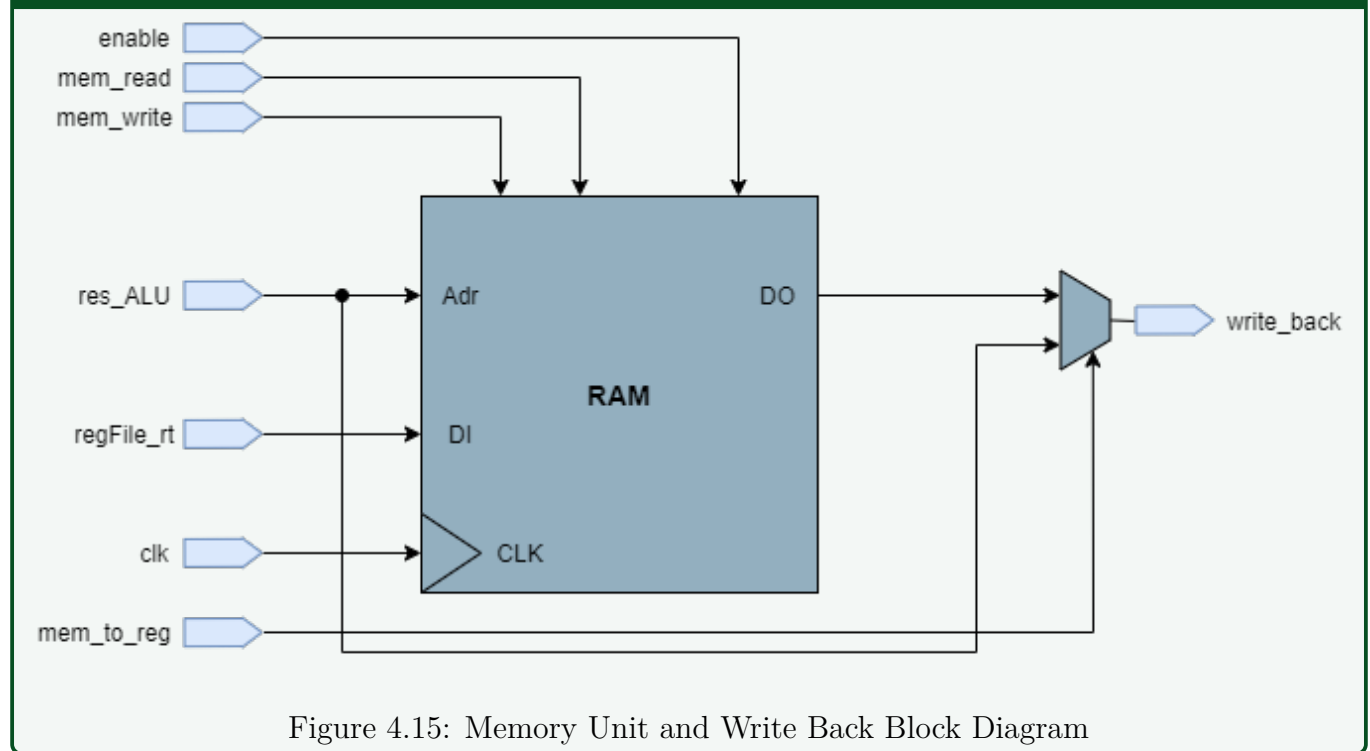 enable
mem_read
mem_write
res_ALU
Adr
DO
write_back
RAM
regFile_rt
DI
clk
CLK
mem_to_reg
Figure 4.15: Memory Unit and Write Back Block Diagram